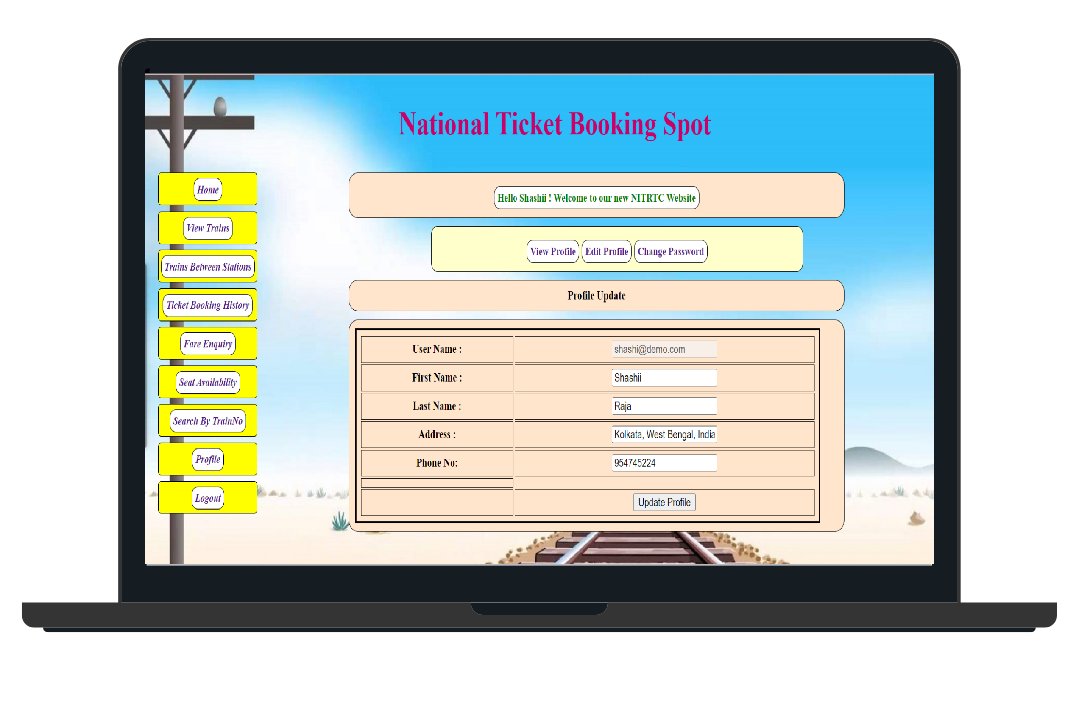 National Ticket Booking Spot
Home
View Trains
Trains Between Stations
Ticket Booking History
Fare Enquiry
Seat Availability
Search By TrainNo
Profile
Logout
Hello Shashii ! Welcome to our new NITRTC Website
View Profile Edit Profile Change Password
Profile Update
User Name : shashi@demo.com
First Name : Shashii
Last Name : Raja
Address : Kolkata, West Bengal, India
Phone No: 954745224
Update Profile